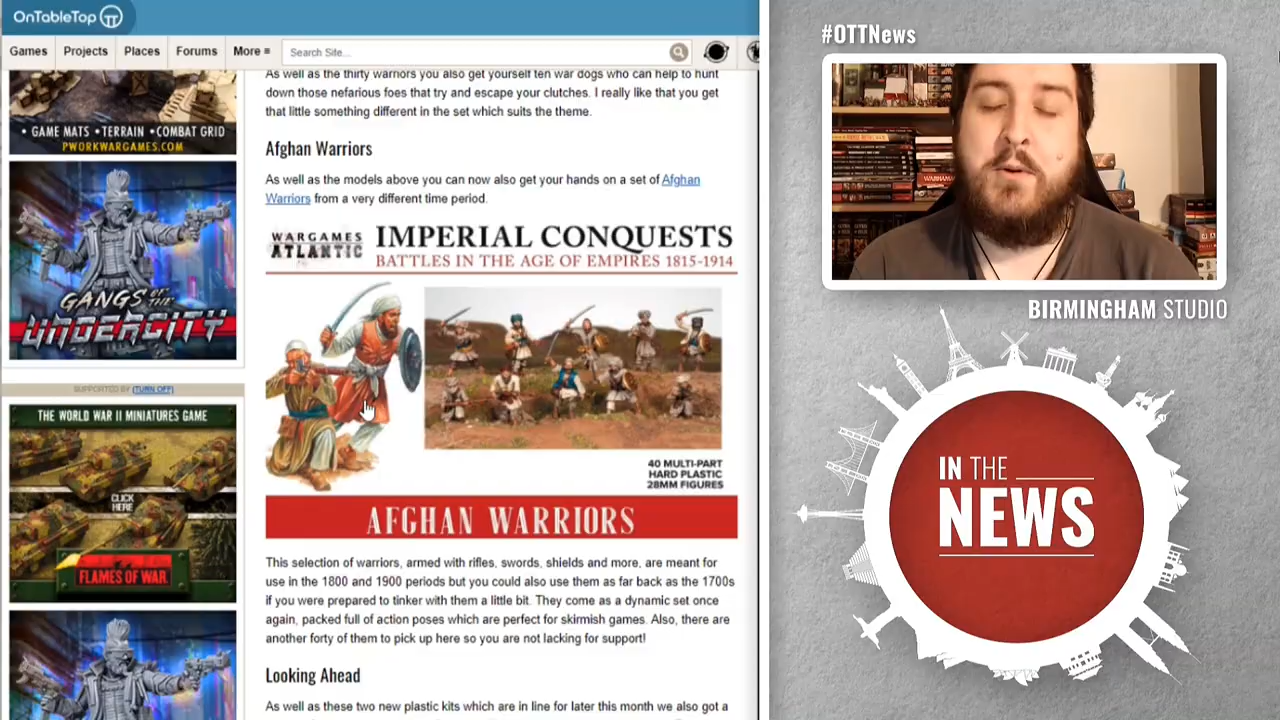 OnTableTop
Games
Projects
Places
Forums
More ≡
Search Site...
As well as the thirty warriors you also get yourself ten war dogs who can help to hunt
down those nefarious foes that try and escape your clutches. I really like that you get
that little something different in the set which suits the theme.
Afghan Warriors
As well as the models above you can now also get your hands on a set of Afghan
Warriors from a very different time period.
WARGAMES
ATLANTIC
IMPERIAL CONQUESTS
BATTLES IN THE AGE OF EMPIRES 1815-1914
40 MULTI-PART
HARD PLASTIC
28MM FIGURES
AFGHAN WARRIORS
This selection of warriors, armed with rifles, swords, shields and more, are meant for
use in the 1800 and 1900 periods but you could also use them as far back as the 1700s
if you were prepared to tinker with them a little bit. They come as a dynamic set once
again, packed full of action poses which are perfect for skirmish games. Also, there are
another forty of them to pick up here so you are not lacking for support!
Looking Ahead
As well as these two new plastic kits which are in line for later this month we also got a
• GAME MATS • TERRAIN • COMBAT GRID
PWORKWARGAMES.COM
GANGS OF THE
UNDERCITY
SUPPORTED BY (TURN OFF)
THE WORLD WAR II MINIATURES GAME
CLICK
HERE
FLAMES OF WAR
#OTTNews
BIRMINGHAM STUDIO
IN THE
NEWS